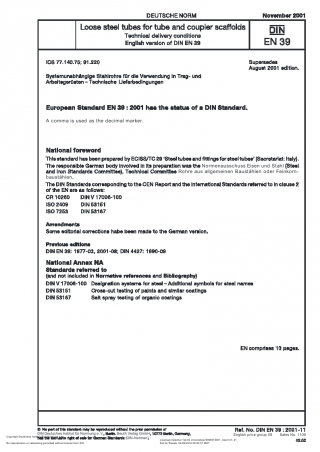 DEUTSCHE NORM
November 2001
Loose steel tubes for tube and coupler scaffolds
Technical delivery conditions
English version of DIN EN 39
DIN
EN 39
ICS 77.140.75; 91.220
Supersedes
August 2001 edition.
Systemunabhängige Stahlrohre für die Verwendung in Trag- und
Arbeitsgerüsten – Technische Lieferbedingungen
European Standard EN 39 : 2001 has the status of a DIN Standard.
A comma is used as the decimal marker.
National foreword
This standard has been prepared by ECISS/TC 29 'Steel tubes and fittings for steel tubes' (Secretariat: Italy).
The responsible German body involved in its preparation was the Normenausschuss Eisen und Stahl (Steel
and Iron Standards Committee), Technical Committee Rohre aus allgemeinen Baustählen oder Feinkorn-
baustählen.
The DIN Standards corresponding to the CEN Report and the International Standards referred to in clause 2
of the EN are as follows:
CR 10260 DIN V 17006-100
ISO 2409 DIN 53151
ISO 7253 DIN 53167
Amendments
Some editorial corrections have been made to the German version.
Previous editions
DIN EN 39: 1977-02, 2001-08; DIN 4427: 1990-09
National Annex NA
Standards referred to
(and not included in Normative references and Bibliography)
DIN V 17006-100 Designation systems for steel – Additional symbols for steel names
DIN 53151 Cross-cut testing of paints and similar coatings
DIN 53167 Salt spray testing of organic coatings
EN comprises 13 pages.
© No part of this standard may be reproduced without the prior permission of
DIN Deutsches Institut für Normung e.V., Berlin. Beuth Verlag GmbH, 10772 Berlin, Germany,
has the exclusive right of sale for German Standards (DIN-Normen).
Ref. No. DIN EN 39 : 2001-11
English price group 09 Sales No. 1109
02.02